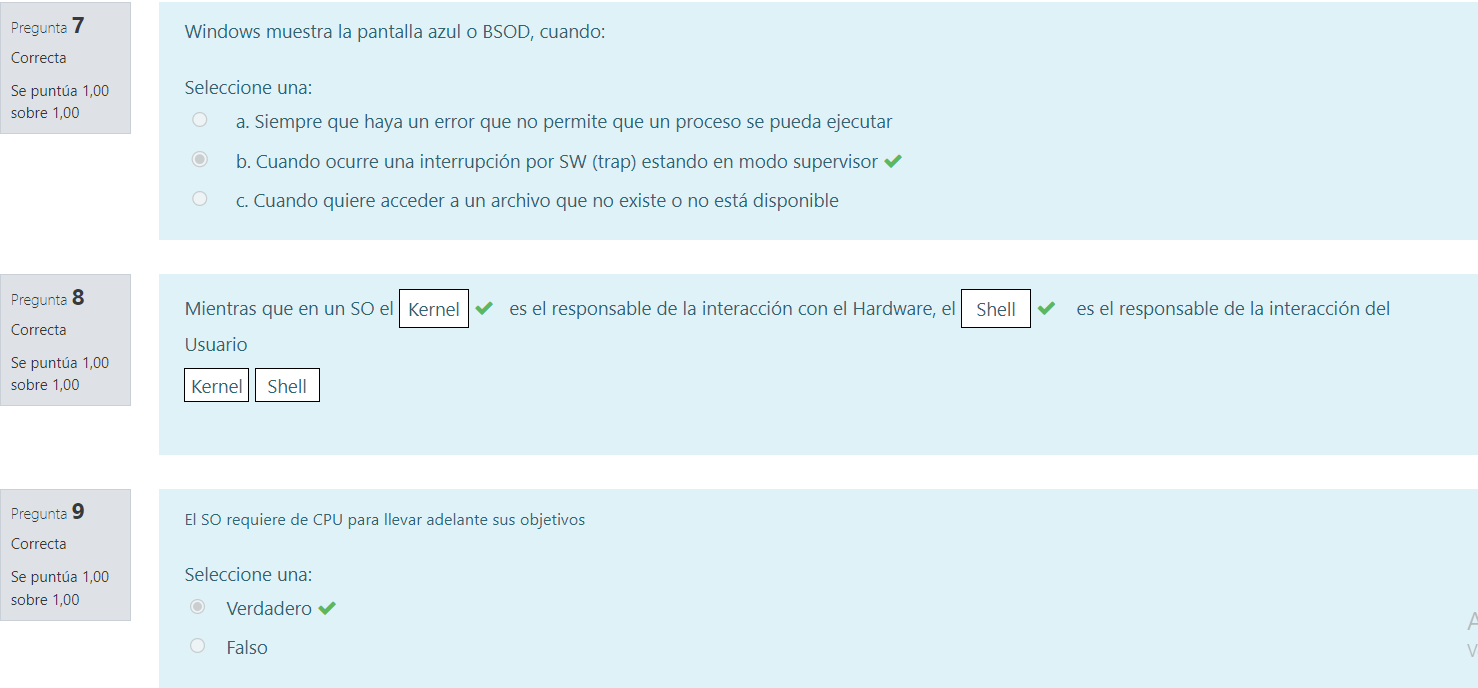 Pregunta 7
Correcta
Se puntúa 1,00
sobre 1,00
Windows muestra la pantalla azul o BSOD, cuando:
Seleccione una:
a. Siempre que haya un error que no permite que un proceso se pueda ejecutar
b. Cuando ocurre una interrupción por SW (trap) estando en modo supervisor
c. Cuando quiere acceder a un archivo que no existe o no está disponible
Pregunta 8
Correcta
Se puntúa 1,00
sobre 1,00
Mientras que en un SO el Kernel es el responsable de la interacción con el Hardware, el Shell es el responsable de la interacción del
Usuario
Kernel Shell
Pregunta 9
Correcta
Se puntúa 1,00
sobre 1,00
El SO requiere de CPU para llevar adelante sus objetivos
Seleccione una:
Verdadero
Falso